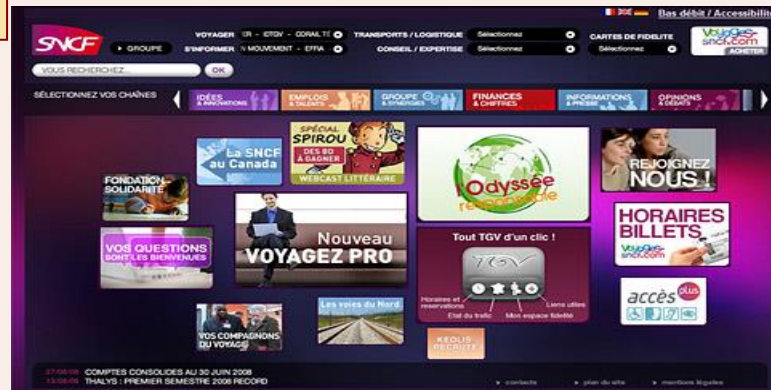 Bas débit / Accessibilité
SNCF
GROUPE
VOYAGER
TRANSPORTS / LOGISTIQUE
Sélectionnez
CARTES DE FIDELITE
Voyages-sncf.com
ACHETER
S'INFORMER
N MOUVEMENT - EFFIA
CONSEIL / EXPERTISE
Sélectionnez
Sélectionnez
VOUS RECHERCHEZ...
OK
SÉLECTIONNEZ VOS CHAÎNES
IDÉES & INNOVATIONS
EMPLOIS & TALENTS
GROUPE & SYNERGIES
FINANCES & CHIFFRES
INFORMATIONS & PRESSE
OPINIONS & DÉBATS
FONDATION SOLIDARITÉ
La SNCF
au Canada
SPÉCIAL
SPIROU
DES BD
À GAGNER
WEBCAST LITTÉRAIRE
l'Odyssée
responsable
REJOIGNEZ
NOUS !
VOS QUESTIONS
SONT LES BIENVENUES
Nouveau
VOYAGEZ PRO
Tout TGV d'un clic !
TGV
Horaires et
réservations
Etat du trafic
Mon espace fidélité
Liens utiles
HORAIRES
BILLETS
Voyages-
sncf.com
VOS COMPAGNONS
DU VOYAGE
Les voies du Nord
KEOLIS
RECRUTE
accès plus
COMPTES CONSOLIDES AU 30 JUIN 2008
THALYS : PREMIER SEMESTRE 2008 RECORD
contacts
plan du site
mentions légales